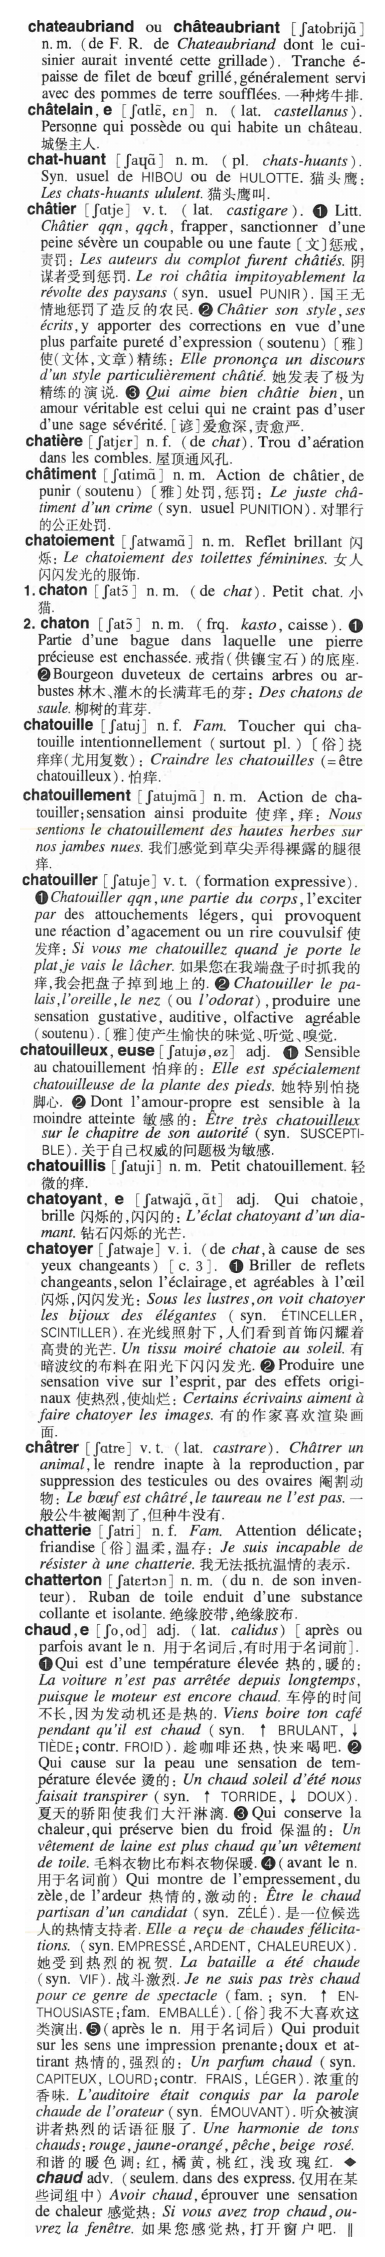 chateaubriand ou châteaubriant [ʃatobrijɑ̃]
n. m. (de F. R. de Chateaubriand dont le cui-
sinier aurait inventé cette grillade). Tranche é-
paisse de filet de bœuf grillé, généralement servi
avec des pommes de terre soufflées. 一种烤牛排.
châtelain, e [ʃɑtlɛ̃, ɛn] n. (lat. castellanus).
Personne qui possède ou qui habite un château.
城堡主人.
chat-huant [ʃaɥɑ̃] n. m. (pl. chats-huants).
Syn. usuel de HIBOU ou de HULOTTE. 猫头鹰:
Les chats-huants ululent. 猫头鹰叫.
châtier [ʃatje] v. t. (lat. castigare). ❶ Litt.
Châtier qqn, qqch, frapper, sanctionner d'une
peine sévère un coupable ou une faute [文]惩戒,
责罚: Les auteurs du complot furent châtiés. 阴
谋者受到惩罚. Le roi châtia impitoyablement la
révolte des paysans (syn. usuel PUNIR). 国王无
情地惩罚了造反的农民. ❷ Châtier son style, ses
écrits, y apporter des corrections en vue d'une
plus parfaite pureté d'expression (soutenu) [雅]
使(文体,文章)精练: Elle prononça un discours
d'un style particulièrement châtié. 她发表了极为
精练的演说. ❸ Qui aime bien châtie bien, un
amour véritable est celui qui ne craint pas d'user
d'une sage sévérité. [谚]爱愈深,责愈严.
chatière [ʃatjɛr] n. f. (de chat). Trou d'aération
dans les combles. 屋顶通风孔.
châtiment [ʃatimɑ̃] n. m. Action de châtier, de
punir (soutenu) [雅]处罚,惩罚: Le juste châ-
timent d'un crime (syn. usuel PUNITION). 对罪行
的公正处罚.
chatoiement [ʃatwamɑ̃] n. m. Reflet brillant 闪
烁: Le chatoiement des toilettes féminines. 女人
闪闪发光的服饰.
1. chaton [ʃatɔ̃] n. m. (de chat). Petit chat. 小
猫.
2. chaton [ʃatɔ̃] n. m. (frq. kasto, caisse). ❶
Partie d'une bague dans laquelle une pierre
précieuse est enchassée. 戒指(供镶宝石)的底座.
❷ Bourgeon duveteux de certains arbres ou ar-
bustes 林木、灌木的长满茸毛的芽: Des chatons de
saule. 柳树的茸芽.
chatouille [ʃatuj] n. f. Fam. Toucher qui cha-
touille intentionnellement (surtout pl.) [俗]挠
痒痒(尤用复数): Craindre les chatouilles (= être
chatouilleux). 怕痒.
chatouillement [ʃatujmɑ̃] n. m. Action de cha-
touiller; sensation ainsi produite 使痒,痒: Nous
sentions le chatouillement des hautes herbes sur
nos jambes nues. 我们感觉到草尖弄得裸露的腿很
痒.
chatouiller [ʃatuje] v. t. (formation expressive).
❶ Chatouiller qqn, une partie du corps, l'exciter
par des attouchements légers, qui provoquent
une réaction d'agacement ou un rire couvulsif 使
发痒: Si vous me chatouillez quand je porte le
plat, je vais le lâcher. 如果您在我端盘子时抓我的
痒,我会把盘子掉到地上的. ❷ Chatouiller le pa-
lais, l'oreille, le nez (ou l'odorat), produire une
sensation gustative, auditive, olfactive agréable
(soutenu). [雅]使产生愉快的味觉、听觉、嗅觉.
chatouilleux, euse [ʃatujø, øz] adj. ❶ Sensible
au chatouillement 怕痒的: Elle est spécialement
chatouilleuse de la plante des pieds. 她特别怕挠
脚心. ❷ Dont l'amour-propre est sensible à la
moindre atteinte 敏感的: Être très chatouilleux
sur le chapitre de son autorité (syn. SUSCEPTI-
BLE). 关于自己权威的问题极为敏感.
chatouillis [ʃatuji] n. m. Petit chatouillement. 轻
微的痒.
chatoyant, e [ʃatwajɑ̃, ɑ̃t] adj. Qui chatoie,
brille 闪烁的,闪闪的: L'éclat chatoyant d'un dia-
mant. 钻石闪烁的光芒.
chatoyer [ʃatwaje] v. i. (de chat, à cause de ses
yeux changeants) [c. 3]. ❶ Briller de reflets
changeants, selon l'éclairage, et agréables à l'œil
闪烁,闪闪发光: Sous les lustres, on voit chatoyer
les bijoux des élégantes (syn. ÉTINCELLER,
SCINTILLER). 在光线照射下,人们看到首饰闪耀着
高贵的光芒. Un tissu moiré chatoie au soleil. 有
暗波纹的布料在阳光下闪闪发光. ❷ Produire une
sensation vive sur l'esprit, par des effets origi-
naux 使热烈,使灿烂: Certains écrivains aiment à
faire chatoyer les images. 有的作家喜欢渲染画
面.
châtrer [ʃɑtre] v. t. (lat. castrare). Châtrer un
animal, le rendre inapte à la reproduction, par
suppression des testicules ou des ovaires 阉割动
物: Le bœuf est châtré, le taureau ne l'est pas. 一
般公牛被阉割了,但种牛没有.
chatterie [ʃatri] n. f. Fam. Attention délicate;
friandise [俗]温柔,温存: Je suis incapable de
résister à une chatterie. 我无法抵抗温情的表示.
chatterton [ʃatɛrtɔn] n. m. (du n. de son inven-
teur). Ruban de toile enduit d'une substance
collante et isolante. 绝缘胶带,绝缘胶布.
chaud, e [ʃo, od] adj. (lat. calidus) [après ou
parfois avant le n. 用于名词后,有时用于名词前].
❶ Qui est d'une température élevée 热的,暖的:
La voiture n'est pas arrêtée depuis longtemps,
puisque le moteur est encore chaud. 车停的时间
不长,因为发动机还是热的. Viens boire ton café
pendant qu'il est chaud (syn. ↑ BRULANT, ↓
TIÈDE; contr. FROID). 趁咖啡还热,快来喝吧. ❷
Qui cause sur la peau une sensation de tem-
pérature élevée 烫的: Un chaud soleil d'été nous
faisait transpirer (syn. ↑ TORRIDE, ↓ DOUX).
夏天的骄阳使我们大汗淋漓. ❸ Qui conserve la
chaleur, qui préserve bien du froid 保温的: Un
vêtement de laine est plus chaud qu'un vêtement
de toile. 毛料衣物比布料衣物保暖. ❹ (avant le n.
用于名词前) Qui montre de l'empressement, du
zèle, de l'ardeur 热情的,激动的: Être le chaud
partisan d'un candidat (syn. ZÉLÉ). 是一位候选
人的热情支持者. Elle a reçu de chaudes félicita-
tions. (syn. EMPRESSÉ, ARDENT, CHALEUREUX).
她受到热烈的祝贺. La bataille a été chaude
(syn. VIF). 战斗激烈. Je ne suis pas très chaud
pour ce genre de spectacle (fam.; syn. ↑ EN-
THOUSIASTE; fam. EMBALLÉ). [俗]我不大喜欢这
类演出. ❺ (après le n. 用于名词后) Qui produit
sur les sens une impression prenante; doux et at-
tirant 热情的,强烈的: Un parfum chaud (syn.
CAPITEUX, LOURD; contr. FRAIS, LÉGER). 浓重的
香味. L'auditoire était conquis par la parole
chaude de l'orateur (syn. ÉMOUVANT). 听众被演
讲者热烈的话语征服了. Une harmonie de tons
chauds: rouge, jaune-orangé, pêche, beige rosé.
和谐的暖色调: 红, 橘黄, 桃红, 浅玫瑰红. ◆
chaud adv. (seulem. dans des express. 仅用在某
些词组中) Avoir chaud, éprouver une sensation
de chaleur 感觉热: Si vous avez trop chaud, ou-
vrez la fenêtre. 如果您感觉热,打开窗户吧. ‖